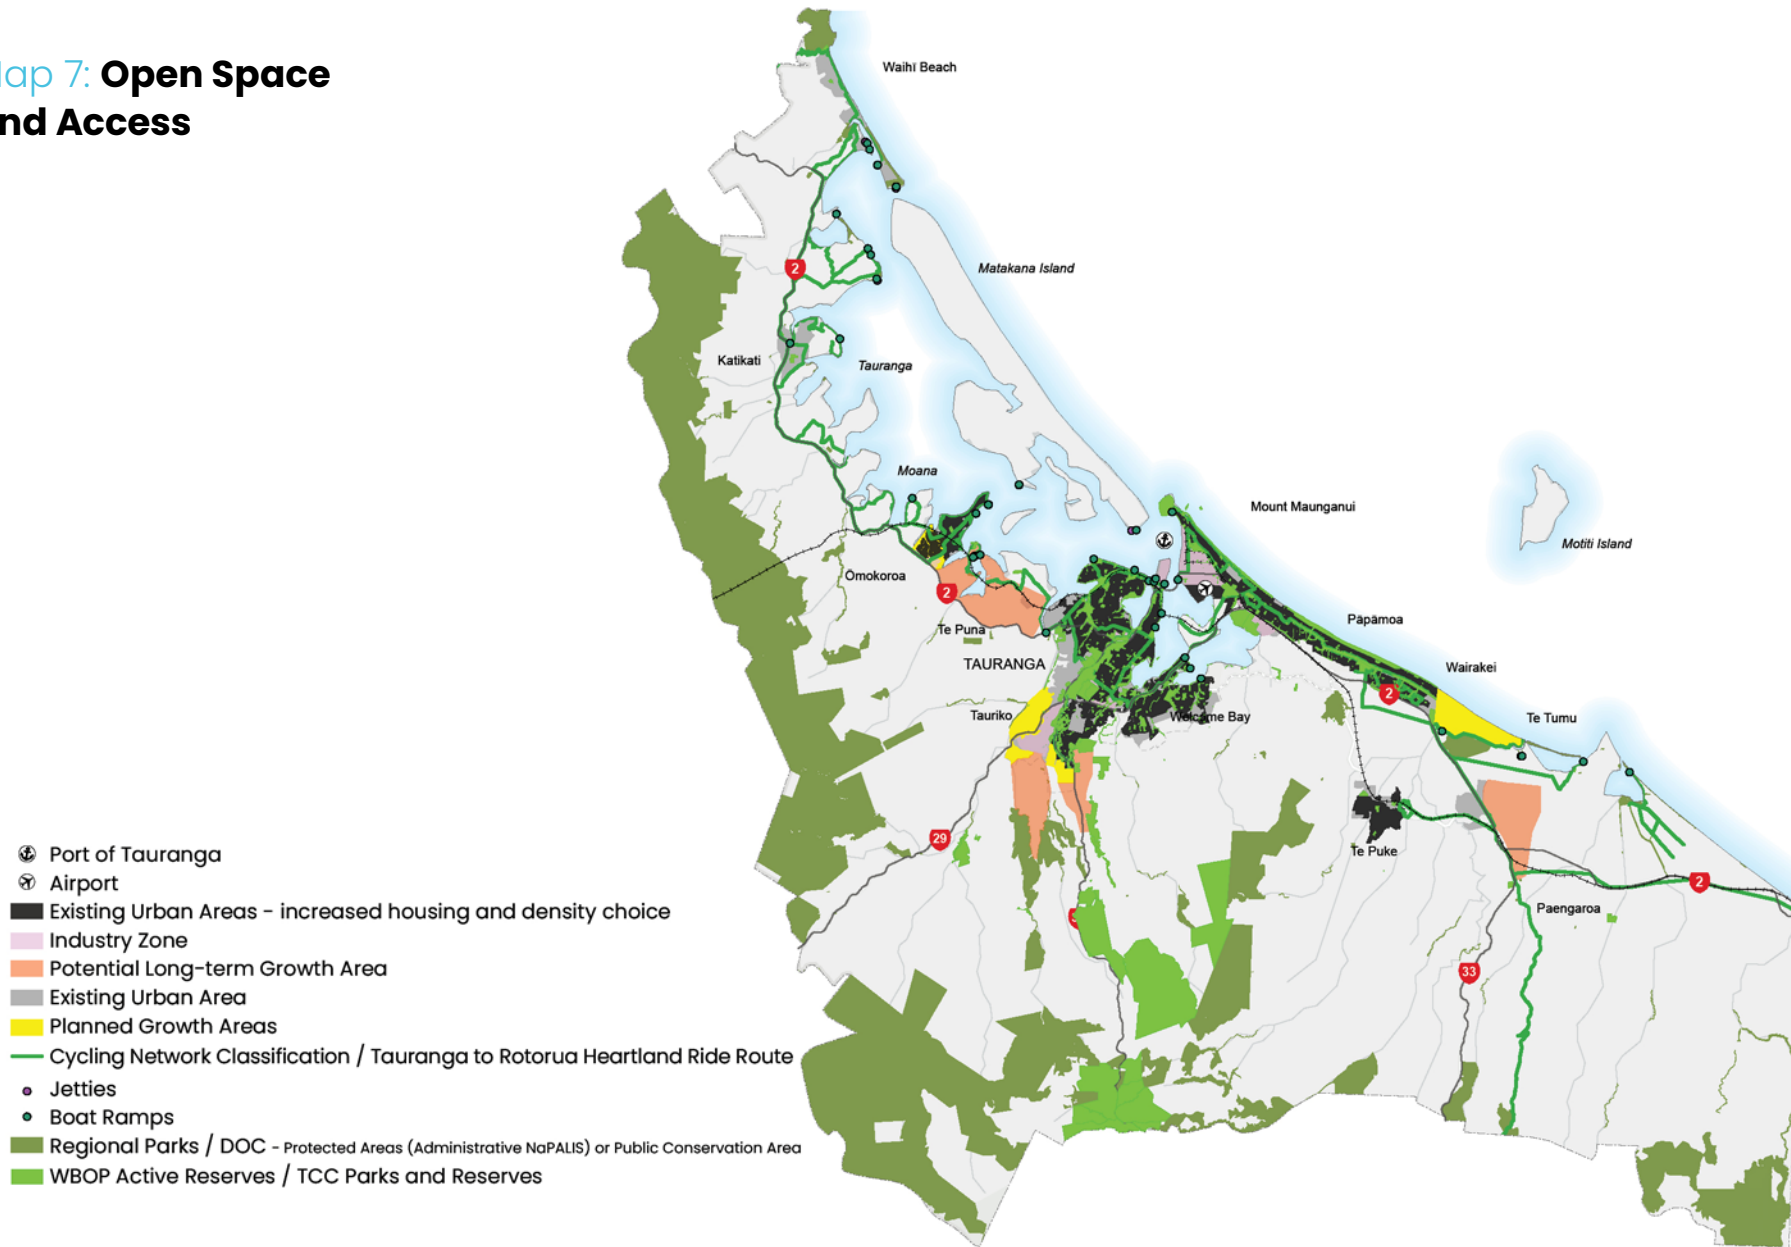 ap 7: Open Space
nd Access
Waihī Beach
Matakana Island
2
Katikati
Tauranga
Moana
Mount Maunganui
Motiti Island
Ōmokoroa
2
Te Puna
Pāpāmoa
TAURANGA
Wairakei
2
Tauriko
Welcome Bay
Te Tumu
29
Te Puke
2
Paengaroa
33
Port of Tauranga
Airport
Existing Urban Areas - increased housing and density choice
Industry Zone
Potential Long-term Growth Area
Existing Urban Area
Planned Growth Areas
Cycling Network Classification / Tauranga to Rotorua Heartland Ride Route
Jetties
Boat Ramps
Regional Parks / DOC - Protected Areas (Administrative NaPALIS) or Public Conservation Area
WBOP Active Reserves / TCC Parks and Reserves